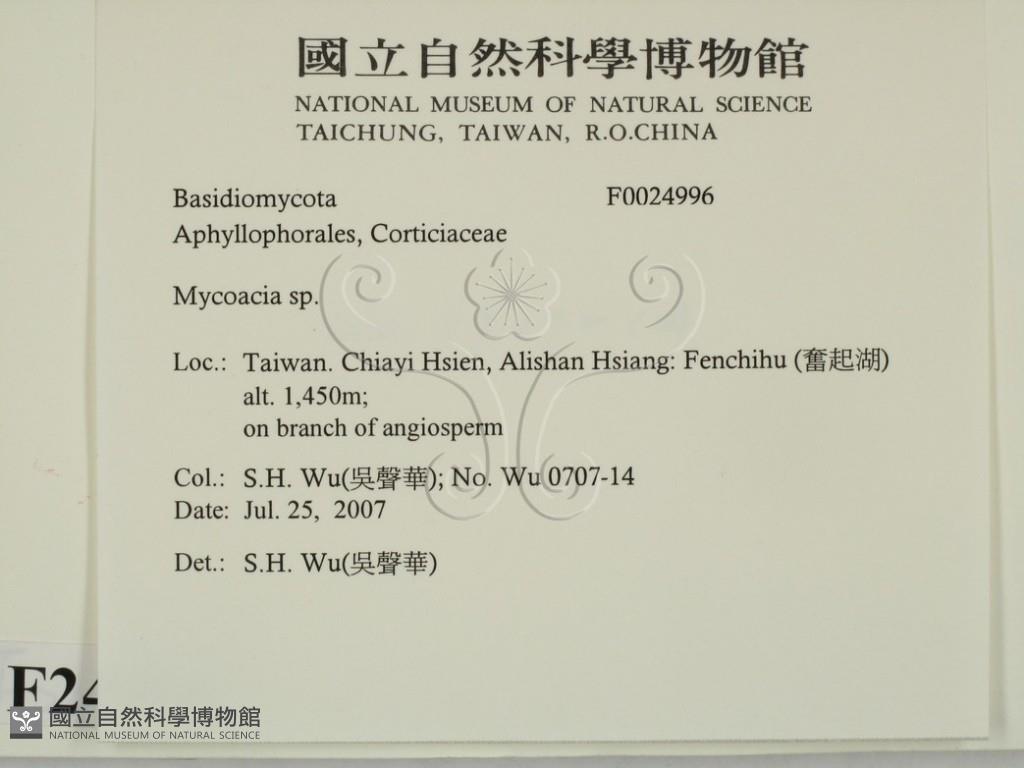 國立自然科學博物館
NATIONAL MUSEUM OF NATURAL SCIENCE
TAICHUNG, TAIWAN, R.O.CHINA
Basidiomycota F0024996
Aphyllophorales, Corticiaceae
Mycoacia sp.
Loc.: Taiwan. Chiayi Hsien, Alishan Hsiang: Fenchihu (奮起湖)
alt. 1,450m;
on branch of angiosperm
Col.: S.H. Wu(吳聲華); No. Wu 0707-14
Date: Jul. 25, 2007
Det.: S.H. Wu(吳聲華)
F24
國立自然科學博物館
NATIONAL MUSEUM OF NATURAL SCIENCE